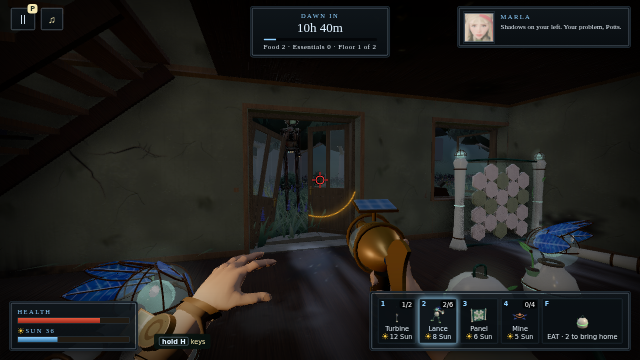 P
DAWN IN
10h 40m
Food 2 · Essentials 0 · Floor 1 of 2
MARLA
Shadows on your left. Your problem, Potts.
HEALTH
SUN 56
hold H keys
1 1/2
Turbine
12 Sun
2 2/6
Lance
8 Sun
3
Panel
6 Sun
4 0/4
Mine
5 Sun
F
EAT · 2 to bring home